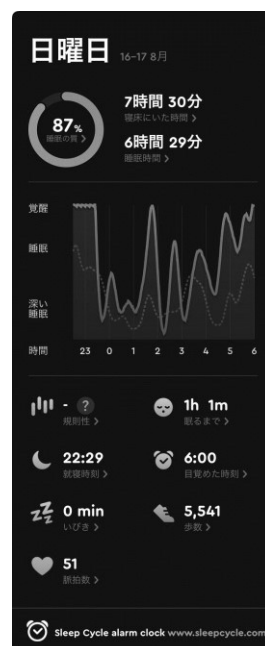 日曜日 16-17 8月
87%
睡眠の質 >
7時間 30分
寝床にいた時間 >
6時間 29分
睡眠時間 >
覚醒
睡眠
深い
睡眠
時間 23 0 1 2 3 4 5 6
- ?
規則性 >
1h 1m
眠るまで >
22:29
就寝時刻 >
6:00
目覚めた時刻 >
0 min
いびき >
5,541
歩数 >
51
脈拍数 >
Sleep Cycle alarm clock www.sleepcycle.com